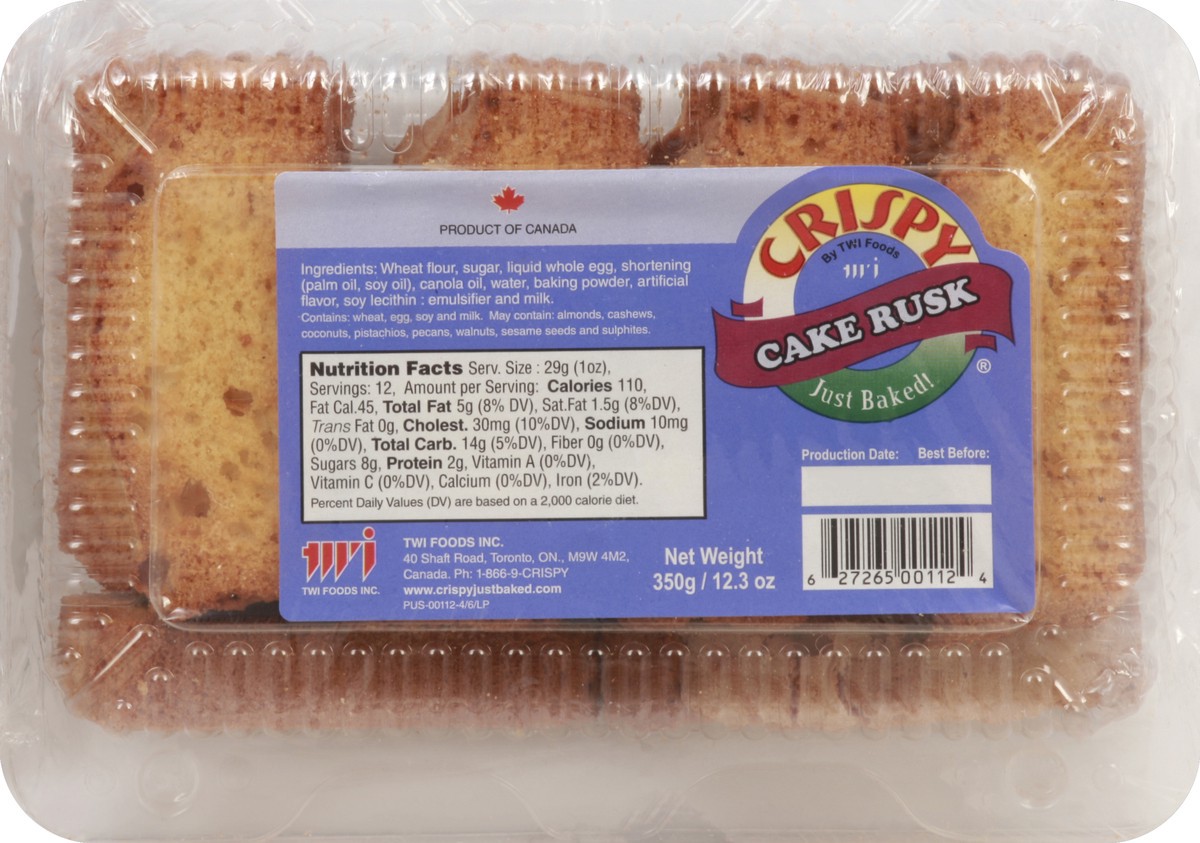 PRODUCT OF CANADA
CRISPY
By TWI Foods
twi
CAKE RUSK
Just Baked!
®
Ingredients: Wheat flour, sugar, liquid whole egg, shortening
(palm oil, soy oil), canola oil, water, baking powder, artificial
flavor, soy lecithin : emulsifier and milk.
Contains: wheat, egg, soy and milk. May contain: almonds, cashews,
coconuts, pistachios, pecans, walnuts, sesame seeds and sulphites.
Nutrition Facts Serv. Size : 29g (1oz),
Servings: 12, Amount per Serving: Calories 110,
Fat Cal.45, Total Fat 5g (8% DV), Sat.Fat 1.5g (8%DV),
Trans Fat 0g, Cholest. 30mg (10%DV), Sodium 10mg
(0%DV), Total Carb. 14g (5%DV), Fiber 0g (0%DV),
Sugars 8g, Protein 2g, Vitamin A (0%DV),
Vitamin C (0%DV), Calcium (0%DV), Iron (2%DV).
Percent Daily Values (DV) are based on a 2,000 calorie diet.
Production Date: Best Before:
twi
TWI FOODS INC.
TWI FOODS INC.
40 Shaft Road, Toronto, ON., M9W 4M2,
Canada. Ph: 1-866-9-CRISPY
www.crispyjustbaked.com
PUS-00112-4/6/LP
Net Weight
350g / 12.3 oz
6 27265 00112 4